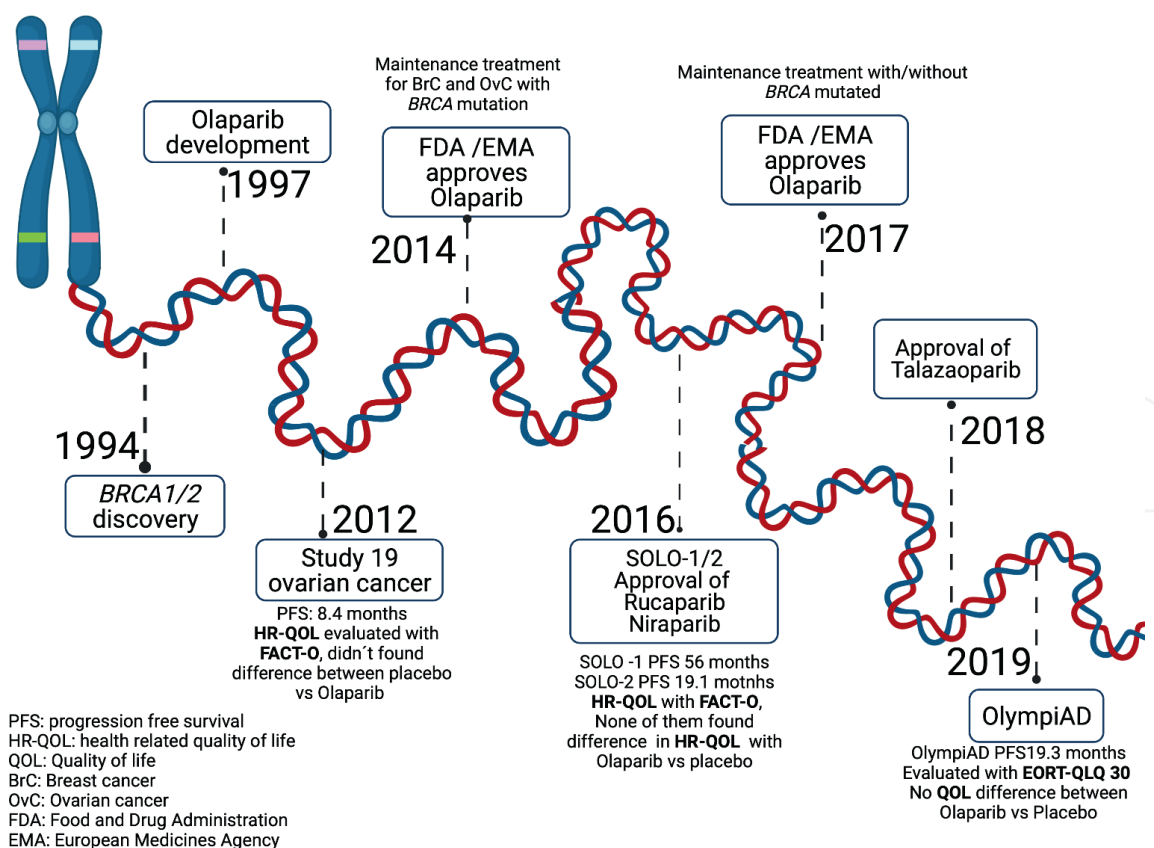 Olaparib
development
1997
Maintenance treatment
for BrC and OvC with
BRCA mutation
FDA /EMA
approves
Olaparib
2014
Maintenance treatment with/without
BRCA mutated
FDA /EMA
approves
Olaparib
2017
Approval of
Talazaoparib
2018
1994
BRCA1/2
discovery
2012
Study 19
ovarian cancer
PFS: 8.4 months
HR-QOL evaluated with
FACT-O, didn´t found
difference between placebo
vs Olaparib
2016
SOLO-1/2
Approval of
Rucaparib
Niraparib
SOLO -1 PFS 56 months
SOLO-2 PFS 19.1 motnhs
HR-QOL with FACT-O,
None of them found
difference in HR-QOL with
Olaparib vs placebo
2019
OlympiAD
OlympiAD PFS19.3 months
Evaluated with EORT-QLQ 30
No QOL difference between
Olaparib vs Placebo
PFS: progression free survival
HR-QOL: health related quality of life
QOL: Quality of life
BrC: Breast cancer
OvC: Ovarian cancer
FDA: Food and Drug Administration
EMA: European Medicines Agency